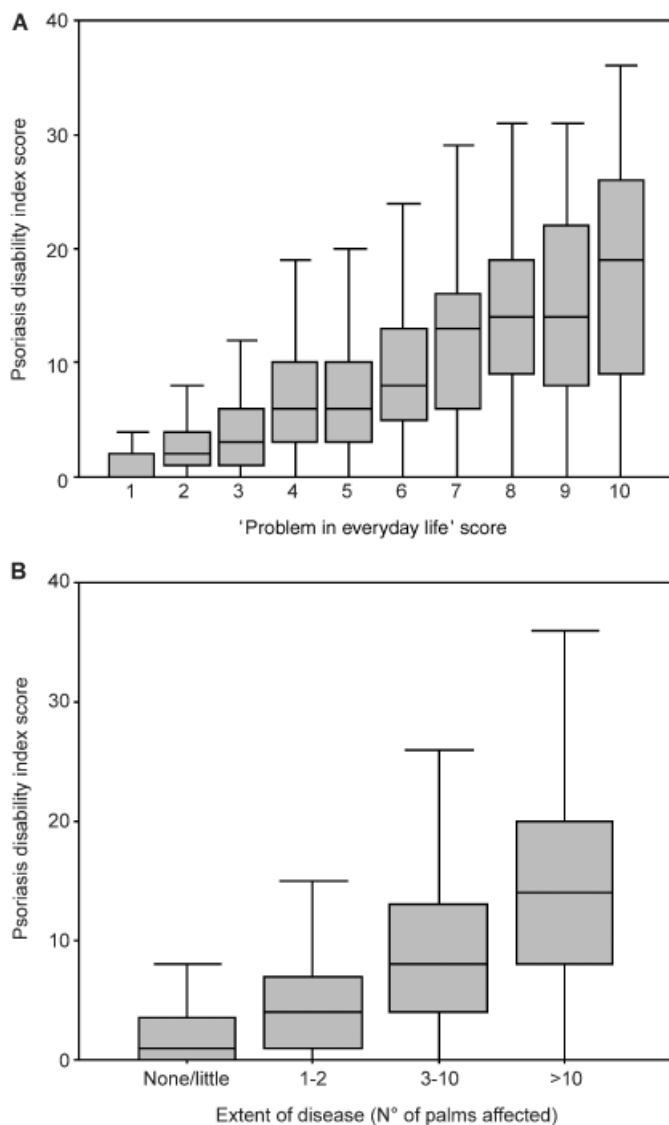 A
Psoriasis disability index score
40
30
20
10
0
1 2 3 4 5 6 7 8 9 10
'Problem in everyday life' score
B
Psoriasis disability index score
40
30
20
10
0
None/little 1-2 3-10 >10
Extent of disease (N° of palms affected)